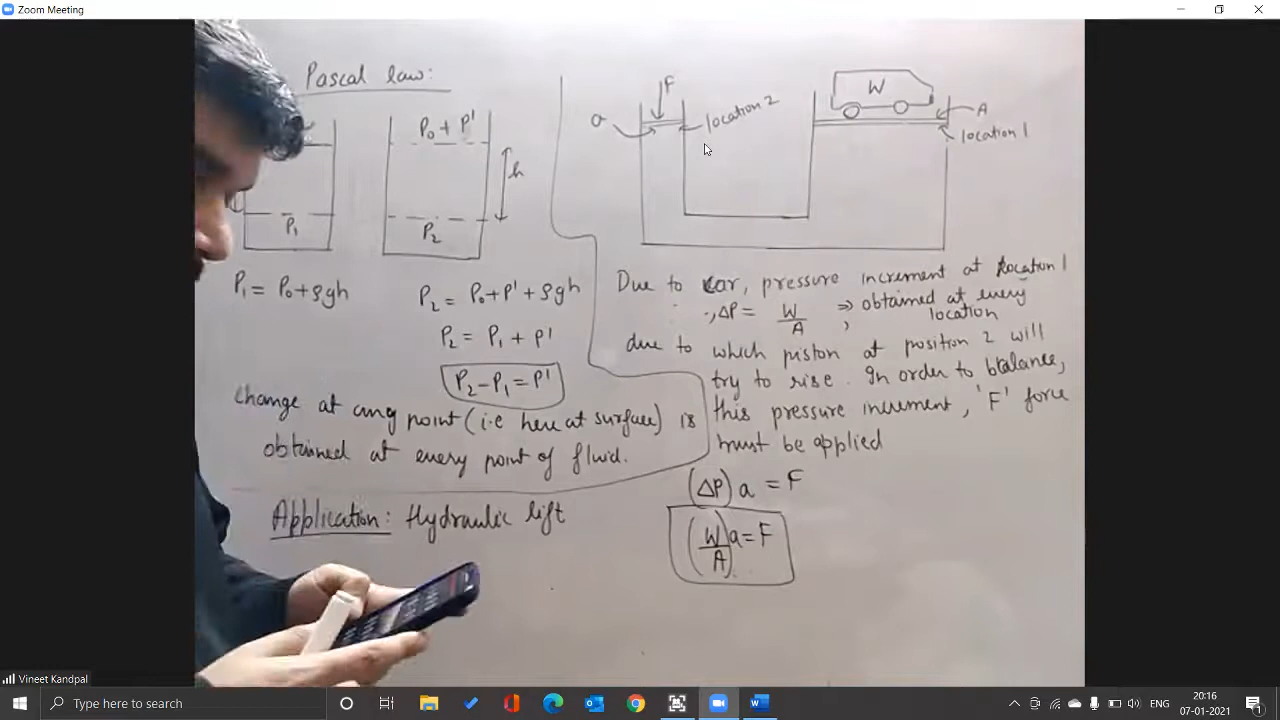 Zoom Meeting
Pascal law:
P₁
P₁ = P₀+ρgh
P₀ + P'
h
P₂
P₂ = P₀+P'+ρgh
P₂ = P₁ + P'
P₂-P₁=P'
change at any point (i.e here at surface) is
obtained at every point of fluid.
Application: Hydraulic lift
F
a
location 2
W
A
location 1
Due to car, pressure increment at location 1
∴, ΔP = W/A, ⇒ obtained at every
location
due to which piston at position 2 will
try to rise. In order to balance,
this pressure increment, 'F' force
must be applied
(ΔP) a = F
(W/A)a=F
Vineet Kandpal
Type here to search
ENG
20:16
07-01-2021